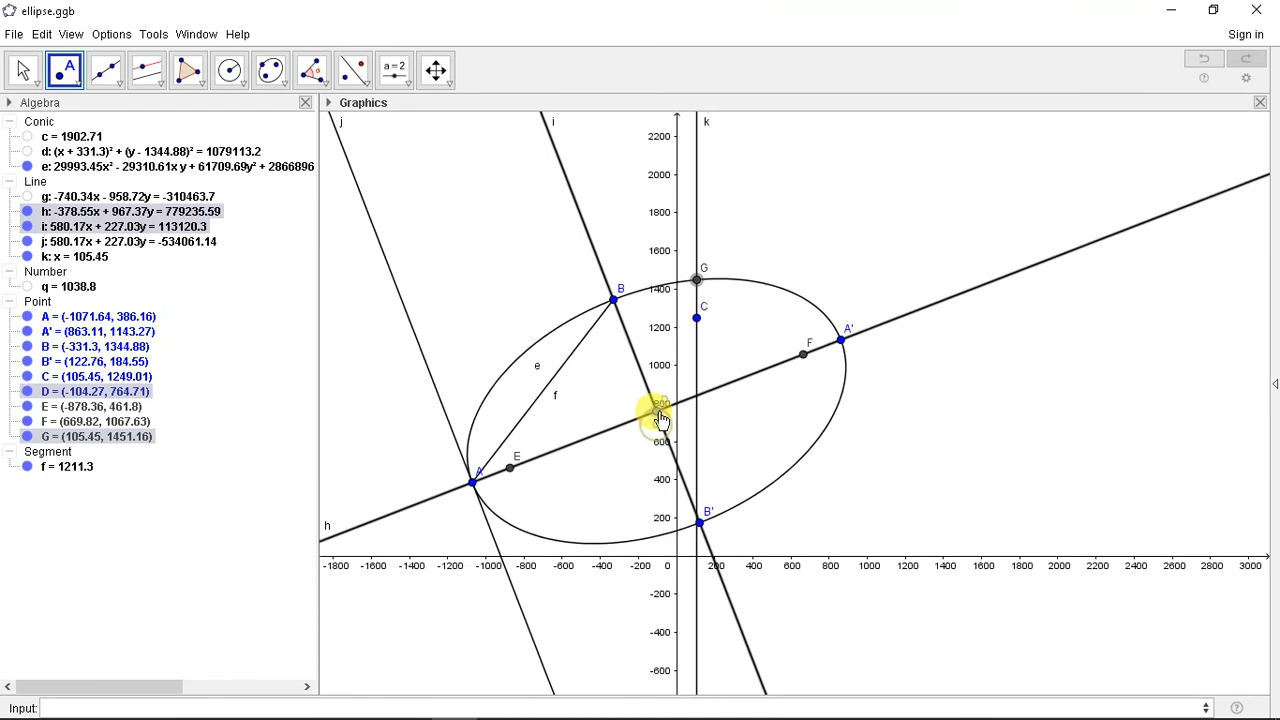 ellipse.ggb
File Edit View Options Tools Window Help
Sign in
A
a = 2
Algebra
Graphics
Conic
c = 1902.71
d: (x + 331.3)² + (y - 1344.88)² = 1079113.2
e: 29993.45x² - 29310.61x y + 61709.69y² + 2866896
Line
g: -740.34x - 958.72y = -310463.7
h: -378.55x + 967.37y = 779235.59
i: 580.17x + 227.03y = 113120.3
j: 580.17x + 227.03y = -534061.14
k: x = 105.45
Number
q = 1038.8
Point
A = (-1071.64, 386.16)
A' = (863.11, 1143.27)
B = (-331.3, 1344.88)
B' = (122.76, 184.55)
C = (105.45, 1249.01)
D = (-104.27, 764.71)
E = (-878.36, 461.8)
F = (669.82, 1067.63)
G = (105.45, 1451.16)
Segment
f = 1211.3
j i k
2200
2000
1800
1600
G
B 1400
C
1200 A'
F
e 1000
f
800
600
E
A 400
B'
200
h
-1800 -1600 -1400 -1200 -1000 -800 -600 -400 -200 0 200 400 600 800 1000 1200 1400 1600 1800 2000 2200 2400 2600 2800 3000
-200
-400
-600
Input: